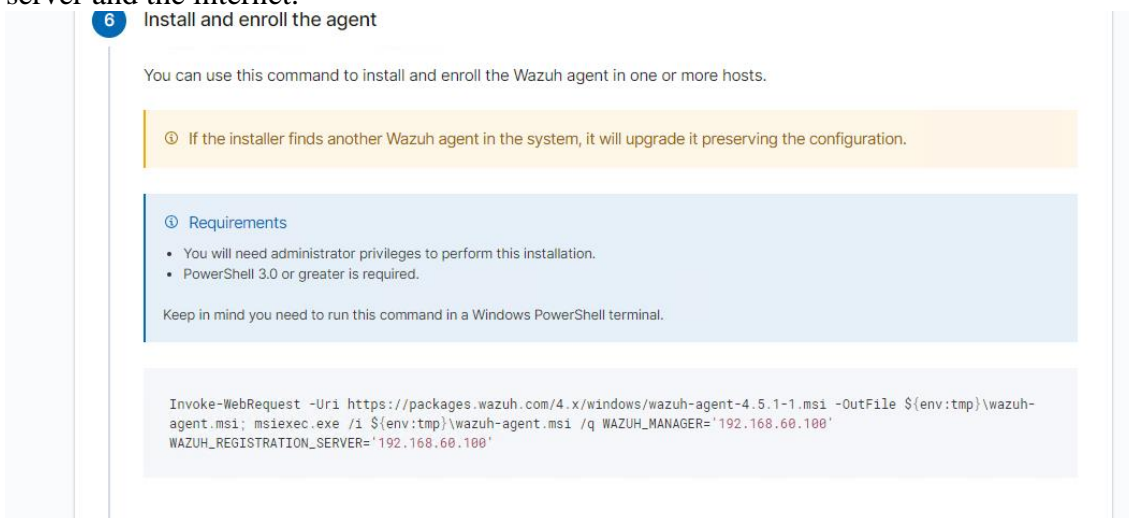 server and the internet.
6 Install and enroll the agent
You can use this command to install and enroll the Wazuh agent in one or more hosts.
If the installer finds another Wazuh agent in the system, it will upgrade it preserving the configuration.
Requirements
• You will need administrator privileges to perform this installation.
• PowerShell 3.0 or greater is required.
Keep in mind you need to run this command in a Windows PowerShell terminal.
Invoke-WebRequest -Uri https://packages.wazuh.com/4.x/windows/wazuh-agent-4.5.1-1.msi -OutFile ${env:tmp}\wazuh-
agent.msi; msiexec.exe /i ${env:tmp}\wazuh-agent.msi /q WAZUH_MANAGER='192.168.60.100'
WAZUH_REGISTRATION_SERVER='192.168.60.100'